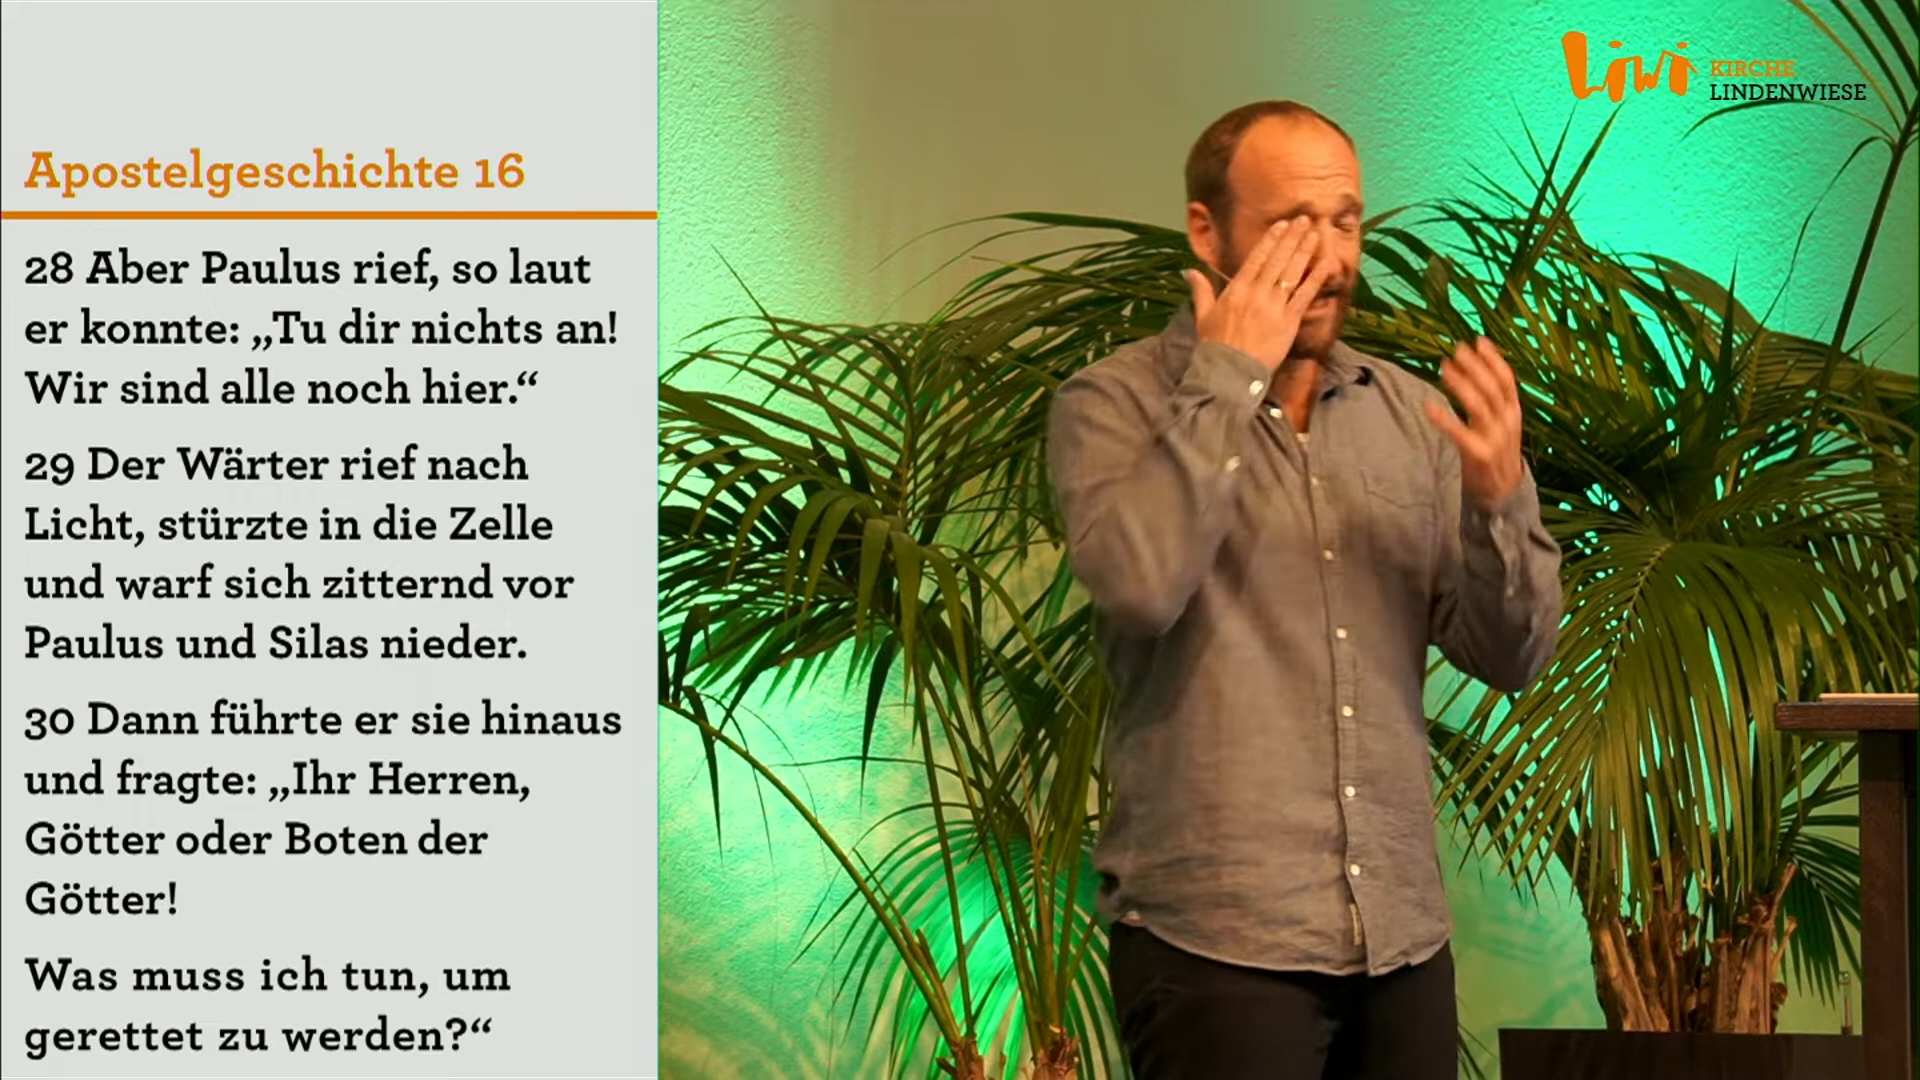 Apostelgeschichte 16
28 Aber Paulus rief, so laut
er konnte: „Tu dir nichts an!
Wir sind alle noch hier.“
29 Der Wärter rief nach
Licht, stürzte in die Zelle
und warf sich zitternd vor
Paulus und Silas nieder.
30 Dann führte er sie hinaus
und fragte: „Ihr Herren,
Götter oder Boten der
Götter!
Was muss ich tun, um
gerettet zu werden?“
Liwi
KIRCHE
LINDENWIESE